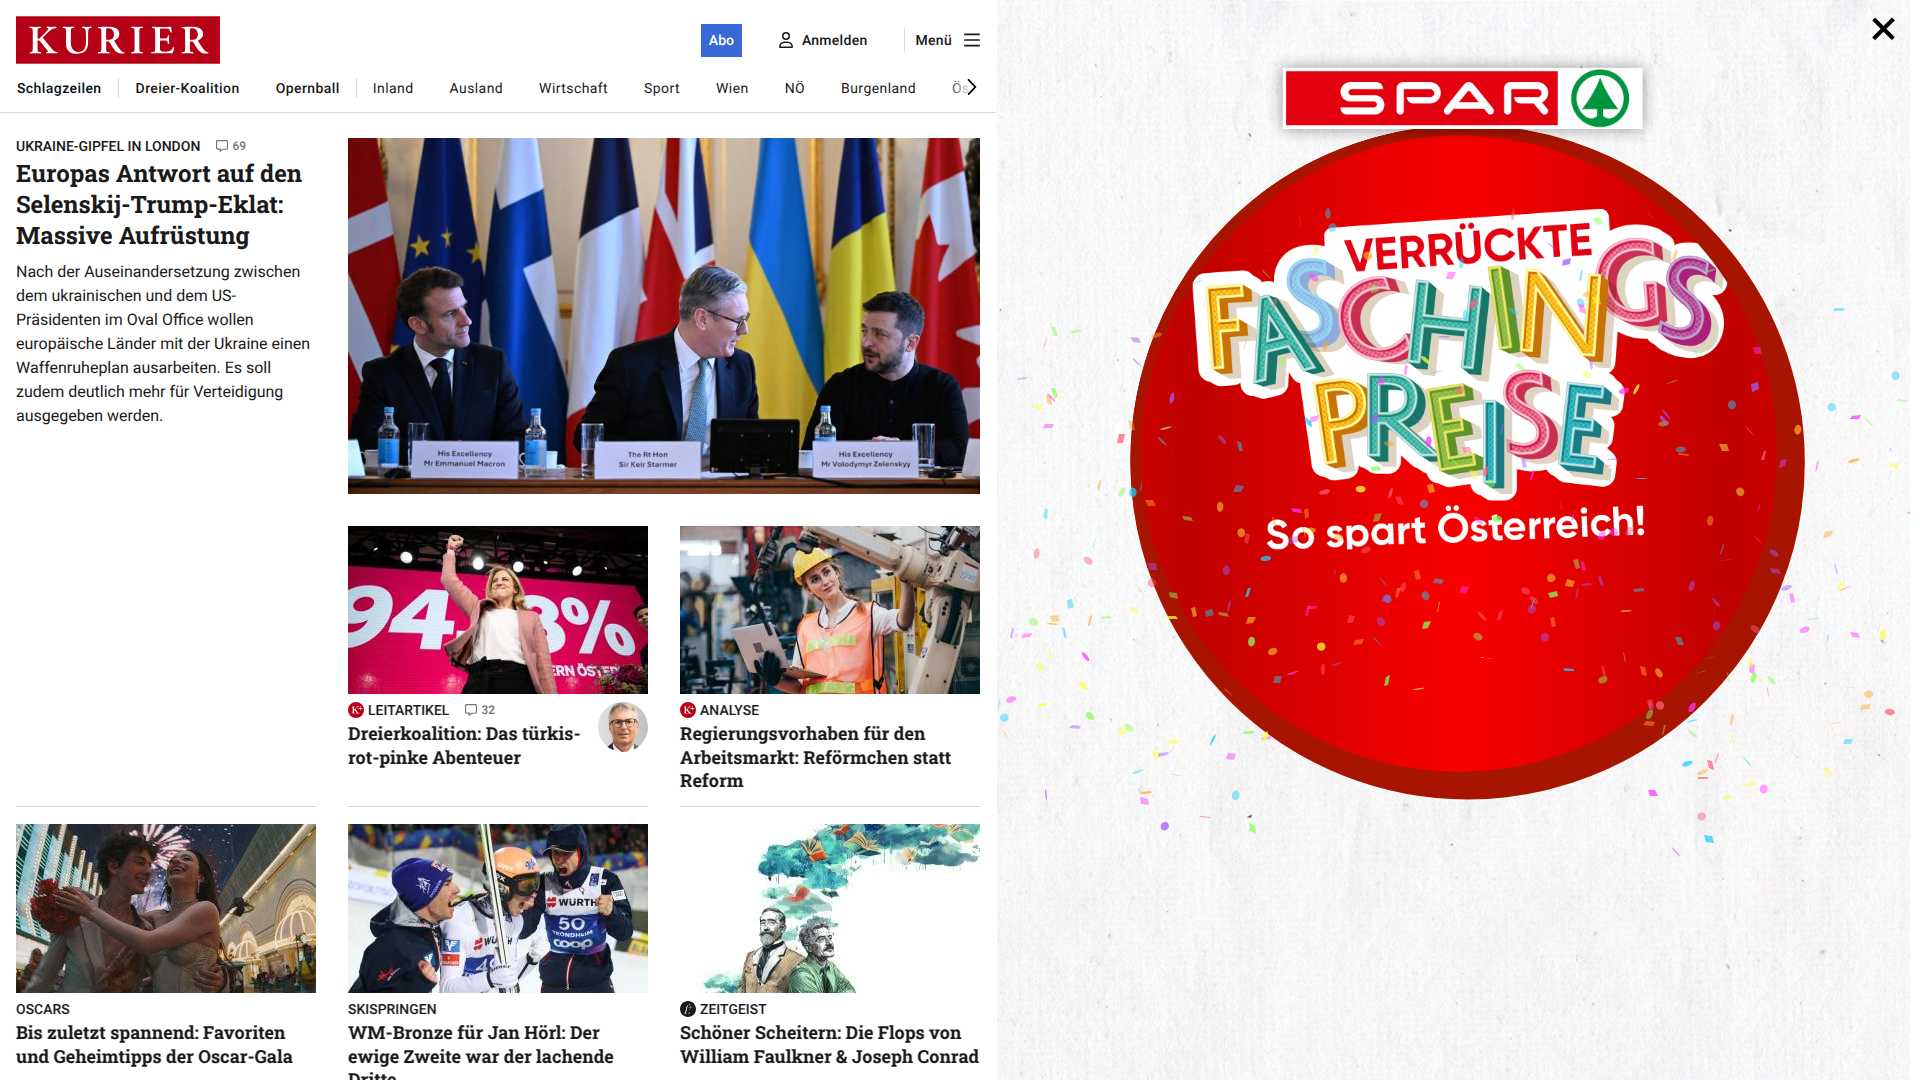 KURIER
Abo
Anmelden
Menü
Schlagzeilen
Dreier-Koalition
Opernball
Inland
Ausland
Wirtschaft
Sport
Wien
NÖ
Burgenland
UKRAINE-GIPFEL IN LONDON 69
Europas Antwort auf den
Selenskij-Trump-Eklat:
Massive Aufrüstung
Nach der Auseinandersetzung zwischen
dem ukrainischen und dem US-
Präsidenten im Oval Office wollen
europäische Länder mit der Ukraine einen
Waffenruheplan ausarbeiten. Es soll
zudem deutlich mehr für Verteidigung
ausgegeben werden.
His Excellency
Mr Emmanuel Macron
The Rt Hon
Sir Keir Starmer
His Excellency
Mr Volodymyr Zelenskyy
K+ LEITARTIKEL 32
Dreierkoalition: Das türkis-
rot-pinke Abenteuer
K+ ANALYSE
Regierungsvorhaben für den
Arbeitsmarkt: Reförmchen statt
Reform
WÜRTH
50
TRONDHEIM
coop
OSCARS
Bis zuletzt spannend: Favoriten
und Geheimtipps der Oscar-Gala
SKISPRINGEN
WM-Bronze für Jan Hörl: Der
ewige Zweite war der lachende
Dritte
ZEITGEIST
Schöner Scheitern: Die Flops von
William Faulkner & Joseph Conrad
SPAR
VERRÜCKTE
FASCHINGS
PREISE
So spart Österreich!